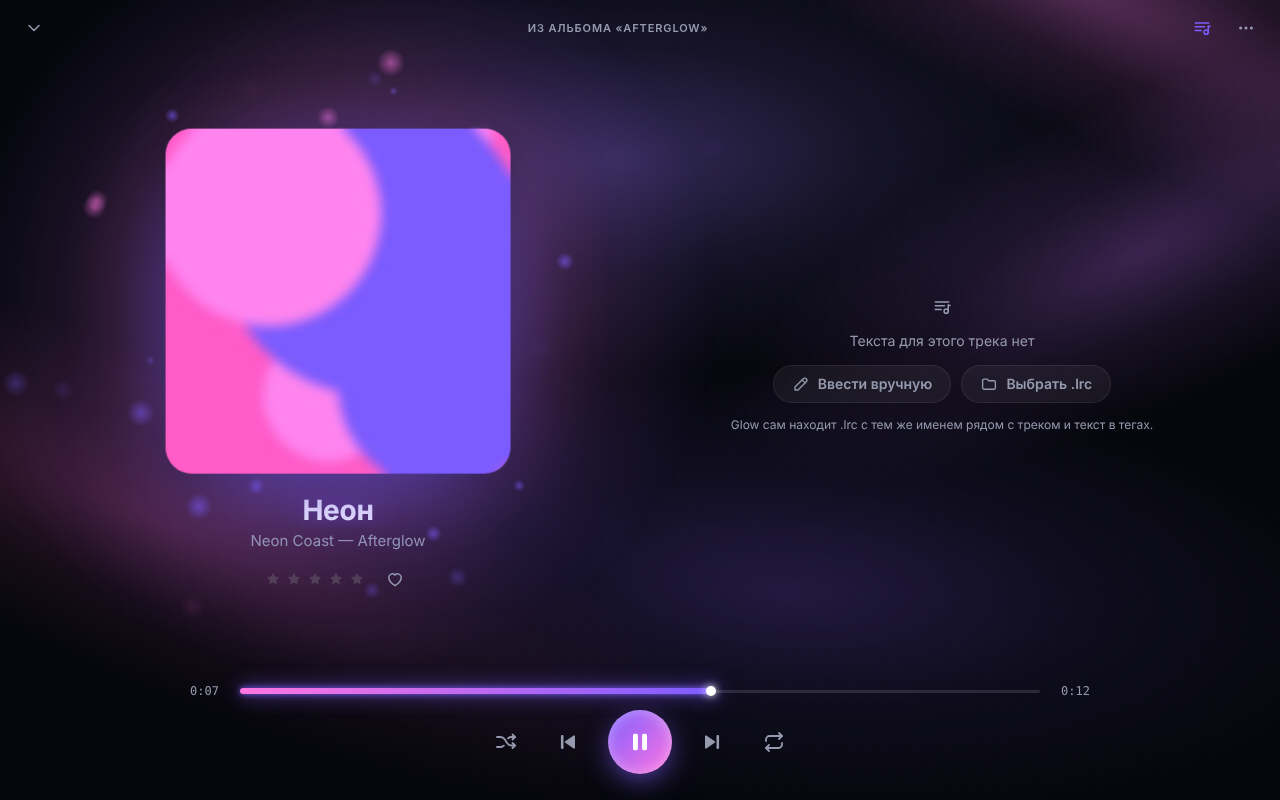 ИЗ АЛЬБОМА «AFTERGLOW»
Текста для этого трека нет
Ввести вручную
Выбрать .lrc
Glow сам находит .lrc с тем же именем рядом с треком и текст в тегах.
Неон
Neon Coast — Afterglow
0:07
0:12